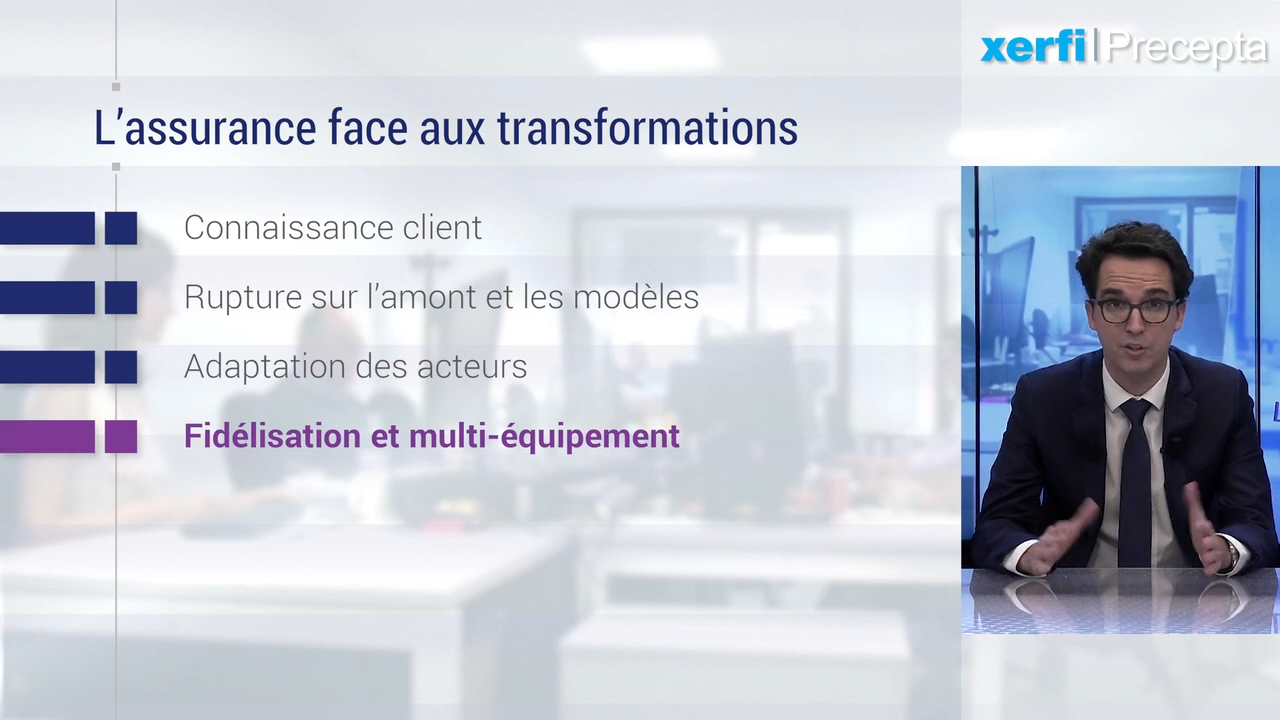 xerfi|Precepta
L’assurance face aux transformations
Connaissance client
Rupture sur l’amont et les modèles
Adaptation des acteurs
Fidélisation et multi-équipement